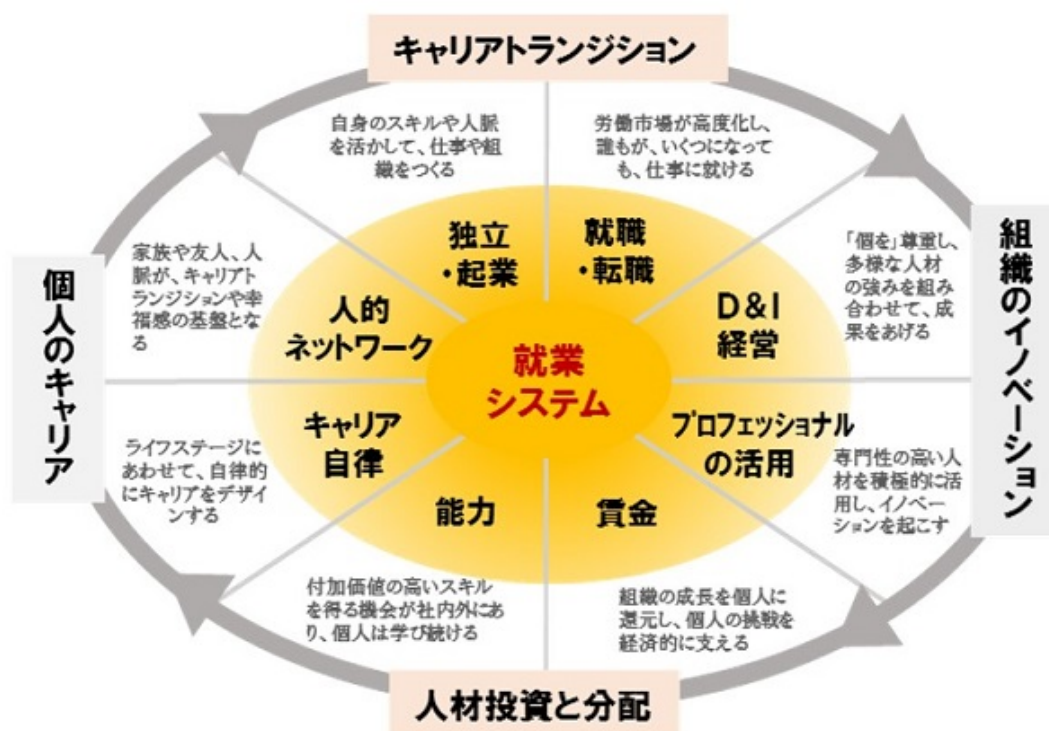 キャリアトランジション
自身のスキルや人脈
を活かして、仕事や組
織をつくる
労働市場が高度化し、
誰もが、いくつになって
も、仕事に就ける
独立
・起業
就職
・転職
家族や友人、人
脈が、キャリアト
ランジションや幸
福感の基盤とな
る
人的
ネットワーク
D&I
経営
「個を」尊重し、
多様な人材
の強みを組み
合わせて、成
果をあげる
個人のキャリア
就業
システム
組織のイノベーション
ライフステージに
あわせて、自律的
にキャリアをデザイ
ンする
キャリア
自律
プロフェッショナル
の活用
専門性の高い人
材を積極的に活
用し、イノベー
ションを起こす
能力
賃金
付加価値の高いスキル
を得る機会が社内外にあ
り、個人は学び続ける
組織の成長を個人に
還元し、個人の挑戦を
経済的に支える
人材投資と分配